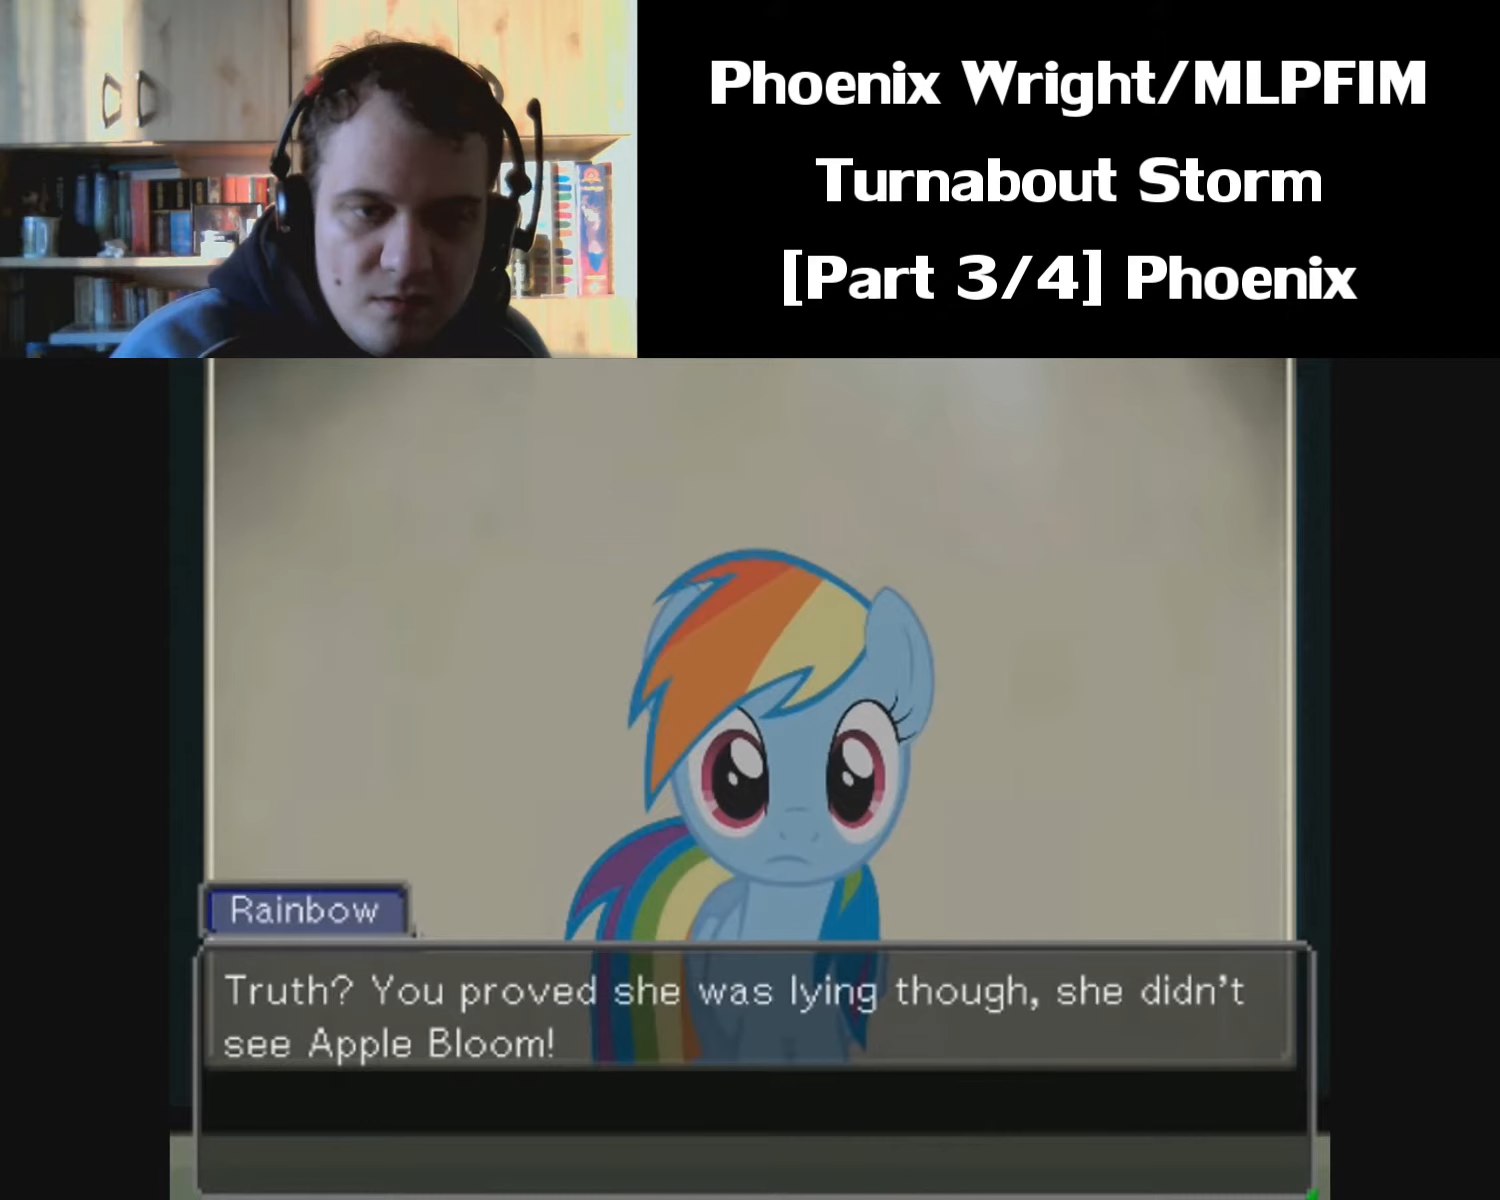 Phoenix Wright/MLPFIM
Turnabout Storm
[Part 3/4] Phoenix
Rainbow
Truth? You proved she was lying though, she didn't
see Apple Bloom!